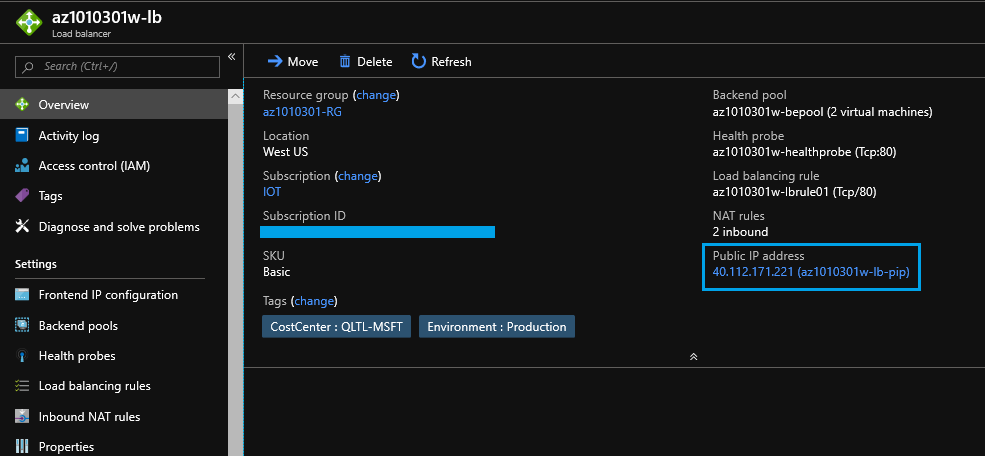 az1010301w-lb
Load balancer
Search (Ctrl+/)
«
Overview
Activity log
Access control (IAM)
Tags
Diagnose and solve problems
Settings
Frontend IP configuration
Backend pools
Health probes
Load balancing rules
Inbound NAT rules
Properties
Move Delete Refresh
Resource group (change)
az1010301-RG
Location
West US
Subscription (change)
IOT
Subscription ID
SKU
Basic
Tags (change)
CostCenter : QLTL-MSFT Environment : Production
Backend pool
az1010301w-bepool (2 virtual machines)
Health probe
az1010301w-healthprobe (Tcp:80)
Load balancing rule
az1010301w-lbrule01 (Tcp/80)
NAT rules
2 inbound
Public IP address
40.112.171.221 (az1010301w-lb-pip)